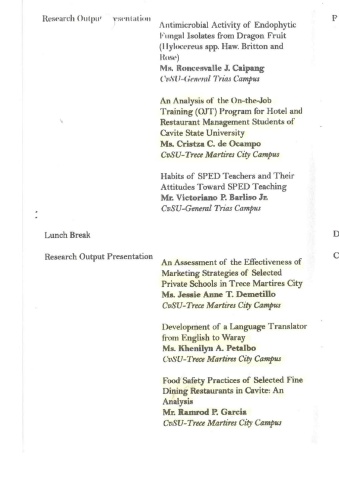 Research Output
Antimicrobial Activity of Endophytic
Fungal Isolates from Dragon Fruit
(Hylocereus spp. Haw. Britton and
Rose)
Ms. Roncesvalle J. Caipang
CvSU-General Trias Campus
An Analysis of the On-the-Job
Training (OJT) Program for Hotel and
Restaurant Management Students of
Cavite State University
Ms. Cristza C. de Ocampo
CvSU-Trece Martires City Campus
Habits of SPED Teachers and Their
Attitudes Toward SPED Teaching
Mr. Victoriano P. Barliso Jr.
CvSU-General Trias Campus
Lunch Break
Research Output Presentation
An Assessment of the Effectiveness of
Marketing Strategies of Selected
Private Schools in Trece Martires City
Ms. Jessie Anne T. Demetillo
CvSU-Trece Martires City Campus
Development of a Language Translator
from English to Waray
Ms. Khenilyn A. Petalbo
CvSU-Trece Martires City Campus
Food Safety Practices of Selected Fine
Dining Restaurants in Cavite: An
Analysis
Mr. Ramrod P. Garcia
CvSU-Trece Martires City Campus